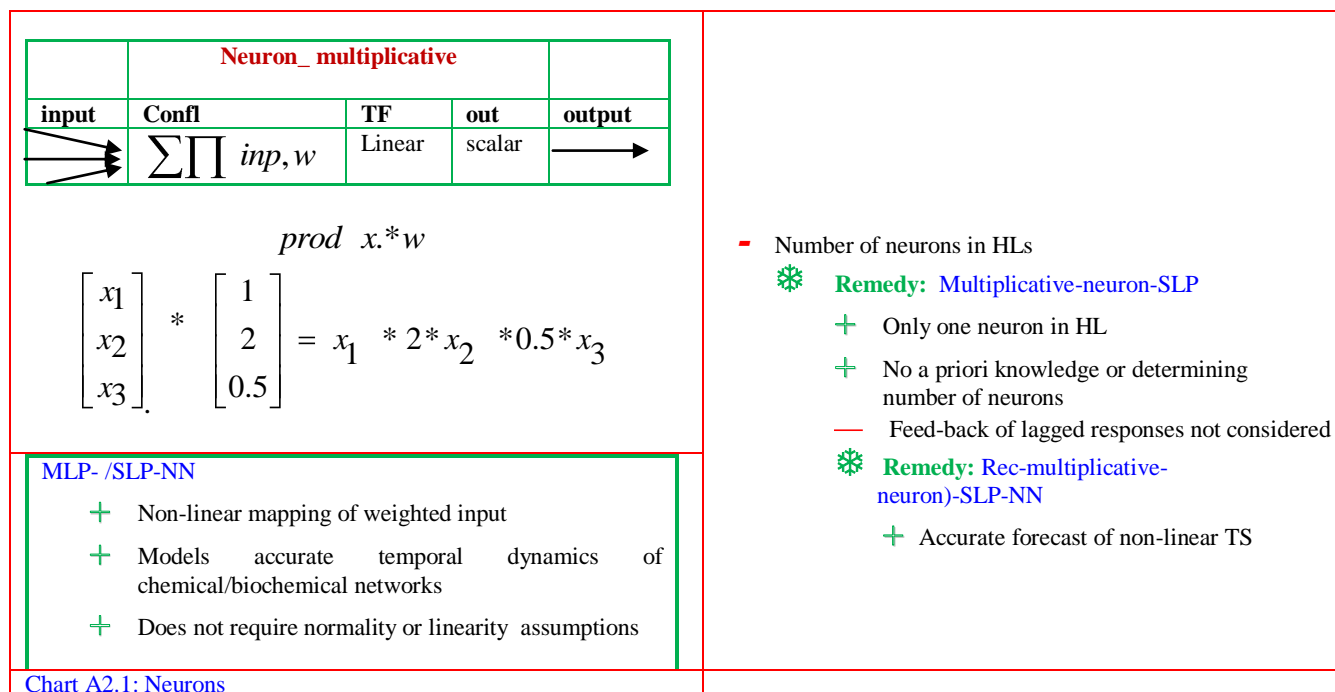 Neuron_ multiplicative
input Confl TF out output
∑∏ inp, w Linear scalar
prod x.*w
[x1 x2 x3]. * [1 2 0.5] = x1 * 2* x2 *0.5* x3
MLP- /SLP-NN
+ Non-linear mapping of weighted input
+ Models accurate temporal dynamics of
chemical/biochemical networks
+ Does not require normality or linearity assumptions
Chart A2.1: Neurons
- Number of neurons in HLs
❄ Remedy: Multiplicative-neuron-SLP
+ Only one neuron in HL
+ No a priori knowledge or determining
number of neurons
— Feed-back of lagged responses not considered
❄ Remedy: Rec-multiplicative-
neuron)-SLP-NN
+ Accurate forecast of non-linear TS